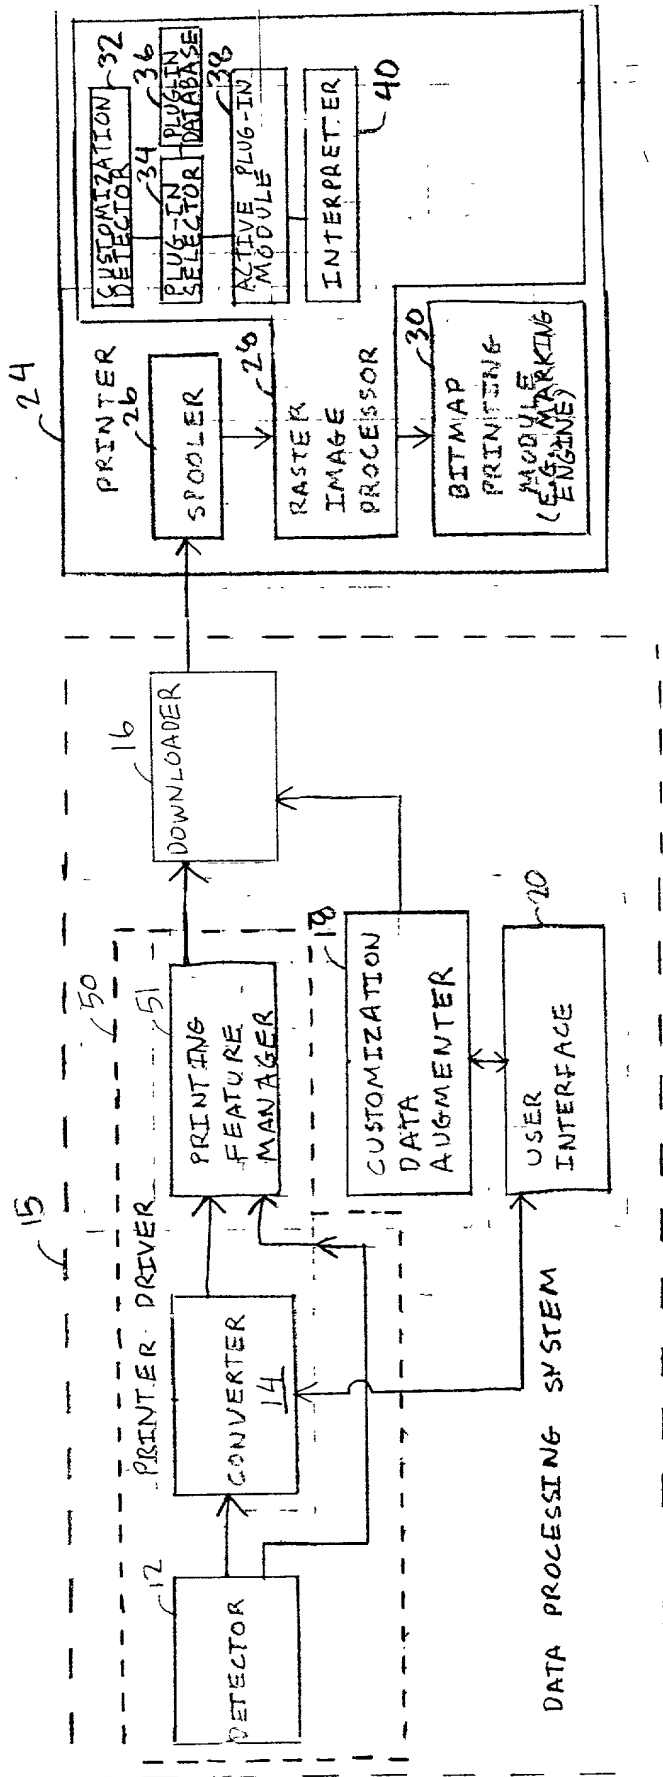 15
50
PRINTER DRIVER
12
DETECTOR
CONVERTER
14
51
PRINTING
FEATURE
MANAGER
16
DOWNLOADER
18
CUSTOMIZATION
DATA
AUGMENTER
20
USER
INTERFACE
DATA PROCESSING SYSTEM
24
PRINTER
26
SPOOLER
28
RASTER
IMAGE
PROCESSOR
30
BITMAP
PRINTING
MODULE
(E.G. MARKING
ENGINE)
32
CUSTOMIZATION
DETECTOR
34
PLUG-IN
SELECTOR
36
PLUG-IN
DATABASE
38
ACTIVE PLUG-IN
MODULE
INTERPRETER
40